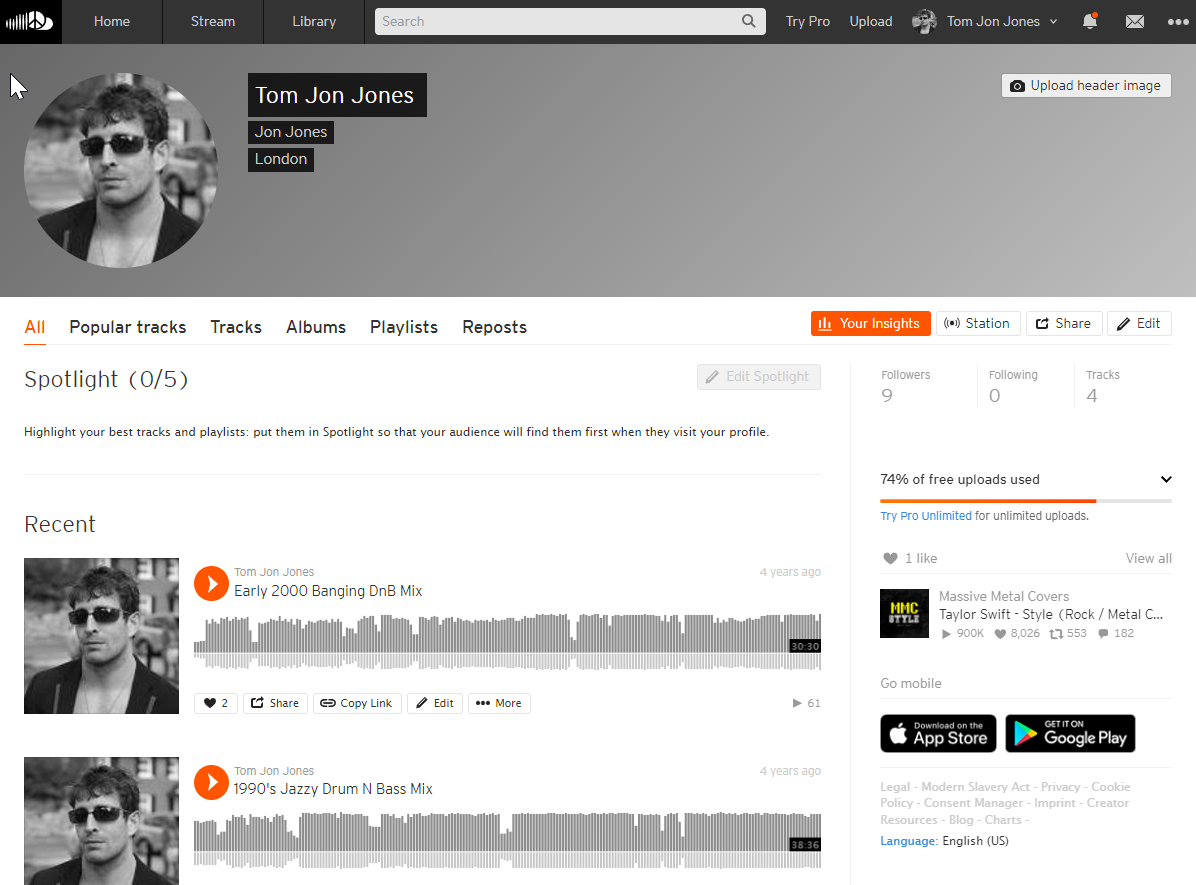 Home
Stream
Library
Search
Try Pro
Upload
Tom Jon Jones
Tom Jon Jones
Jon Jones
London
Upload header image
All
Popular tracks
Tracks
Albums
Playlists
Reposts
Your Insights
Station
Share
Edit
Spotlight (0/5)
Edit Spotlight
Highlight your best tracks and playlists: put them in Spotlight so that your audience will find them first when they visit your profile.
Recent
Tom Jon Jones
4 years ago
Early 2000 Banging DnB Mix
30:30
2
Share
Copy Link
Edit
More
61
Tom Jon Jones
4 years ago
1990's Jazzy Drum N Bass Mix
38:36
Followers
9
Following
0
Tracks
4
74% of free uploads used
Try Pro Unlimited for unlimited uploads.
1 like
View all
MMC
STYLE
Massive Metal Covers
Taylor Swift - Style (Rock / Metal C...
900K
8,026
553
182
Go mobile
Download on the
App Store
GET IT ON
Google Play
Legal - Modern Slavery Act - Privacy - Cookie
Policy - Consent Manager - Imprint - Creator
Resources - Blog - Charts -
Language: English (US)